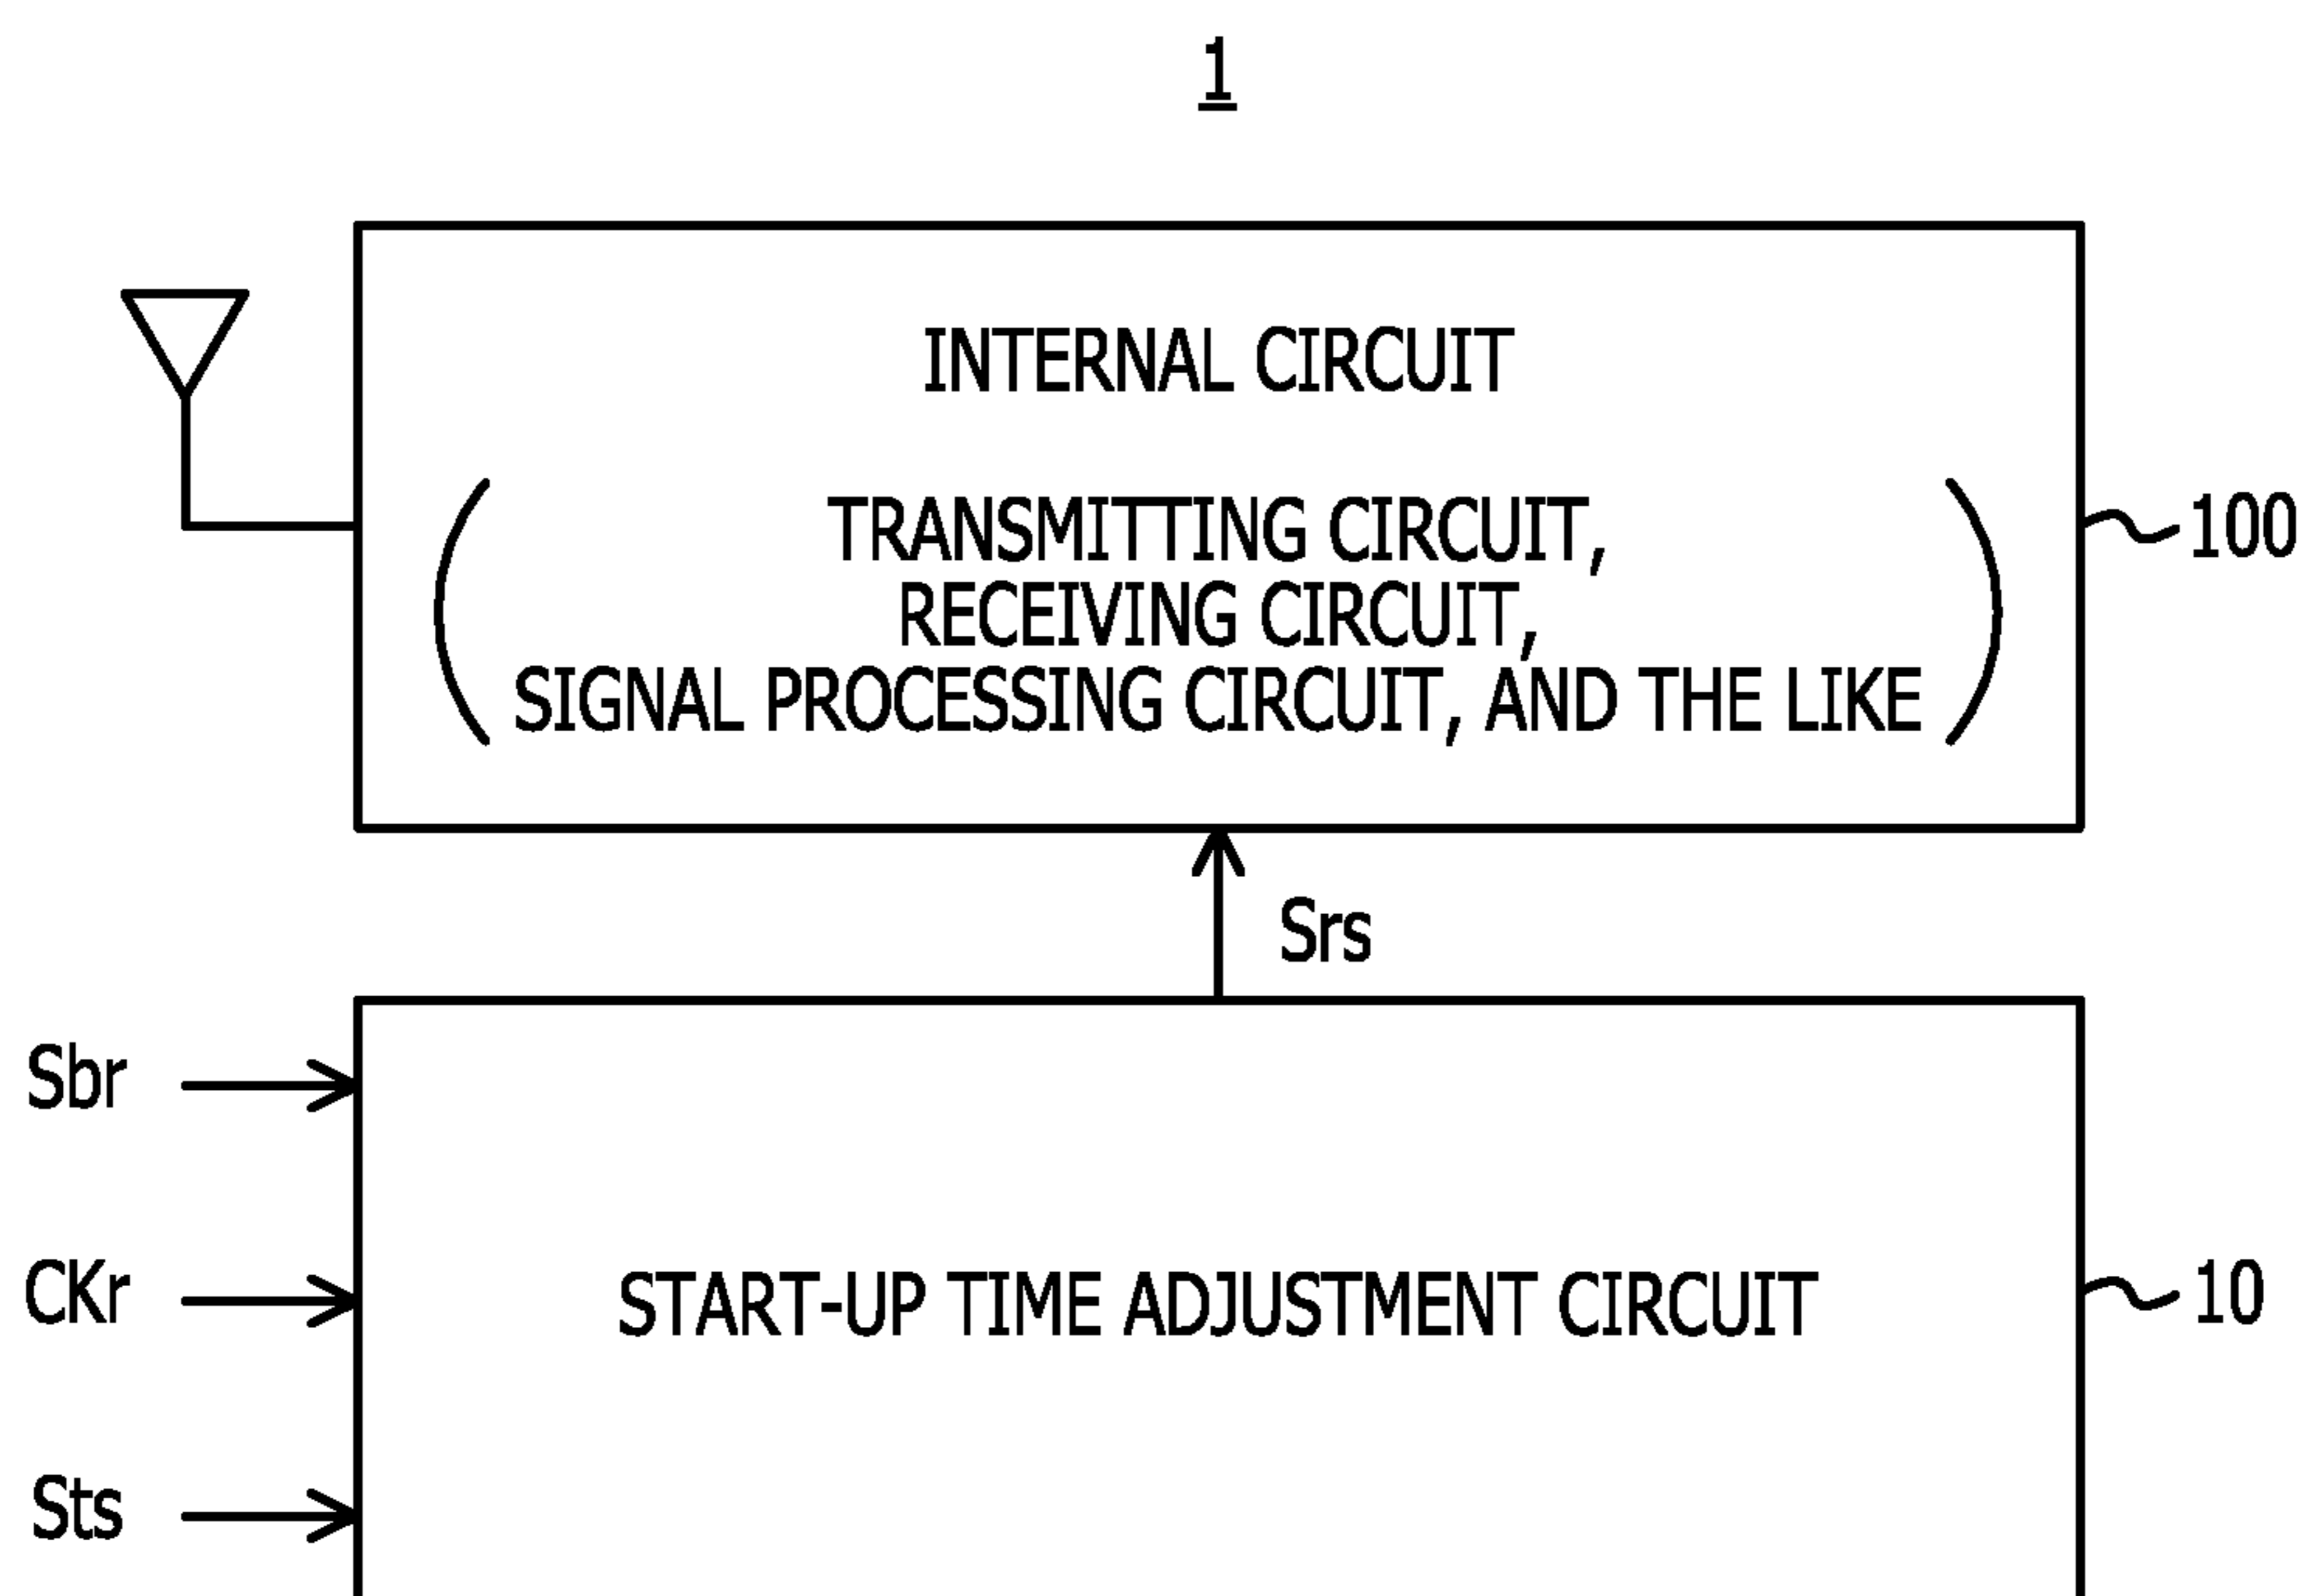 1
INTERNAL CIRCUIT
TRANSMITTING CIRCUIT,
RECEIVING CIRCUIT,
SIGNAL PROCESSING CIRCUIT, AND THE LIKE
100
Srs
Sbr
CKr
START-UP TIME ADJUSTMENT CIRCUIT
10
Sts